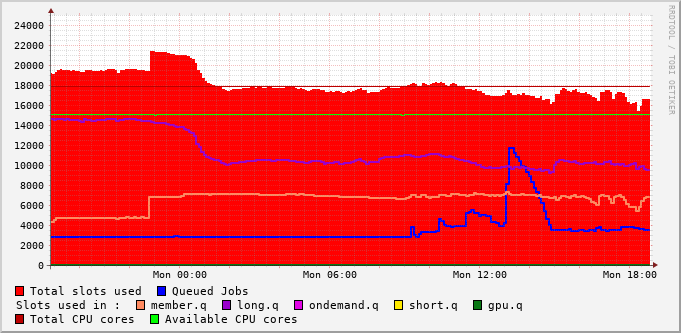 RRDTOOL / TOBI OETIKER
24000
22000
20000
18000
16000
14000
12000
10000
8000
6000
4000
2000
0
Mon 00:00 Mon 06:00 Mon 12:00 Mon 18:00
Total slots used Queued Jobs
Slots used in : member.q long.q ondemand.q short.q gpu.q
Total CPU cores Available CPU cores